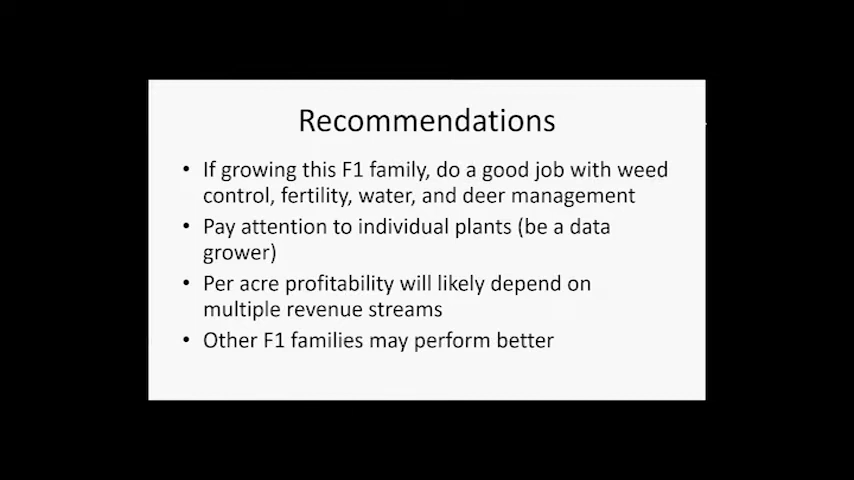 Recommendations
• If growing this F1 family, do a good job with weed
control, fertility, water, and deer management
• Pay attention to individual plants (be a data
grower)
• Per acre profitability will likely depend on
multiple revenue streams
• Other F1 families may perform better